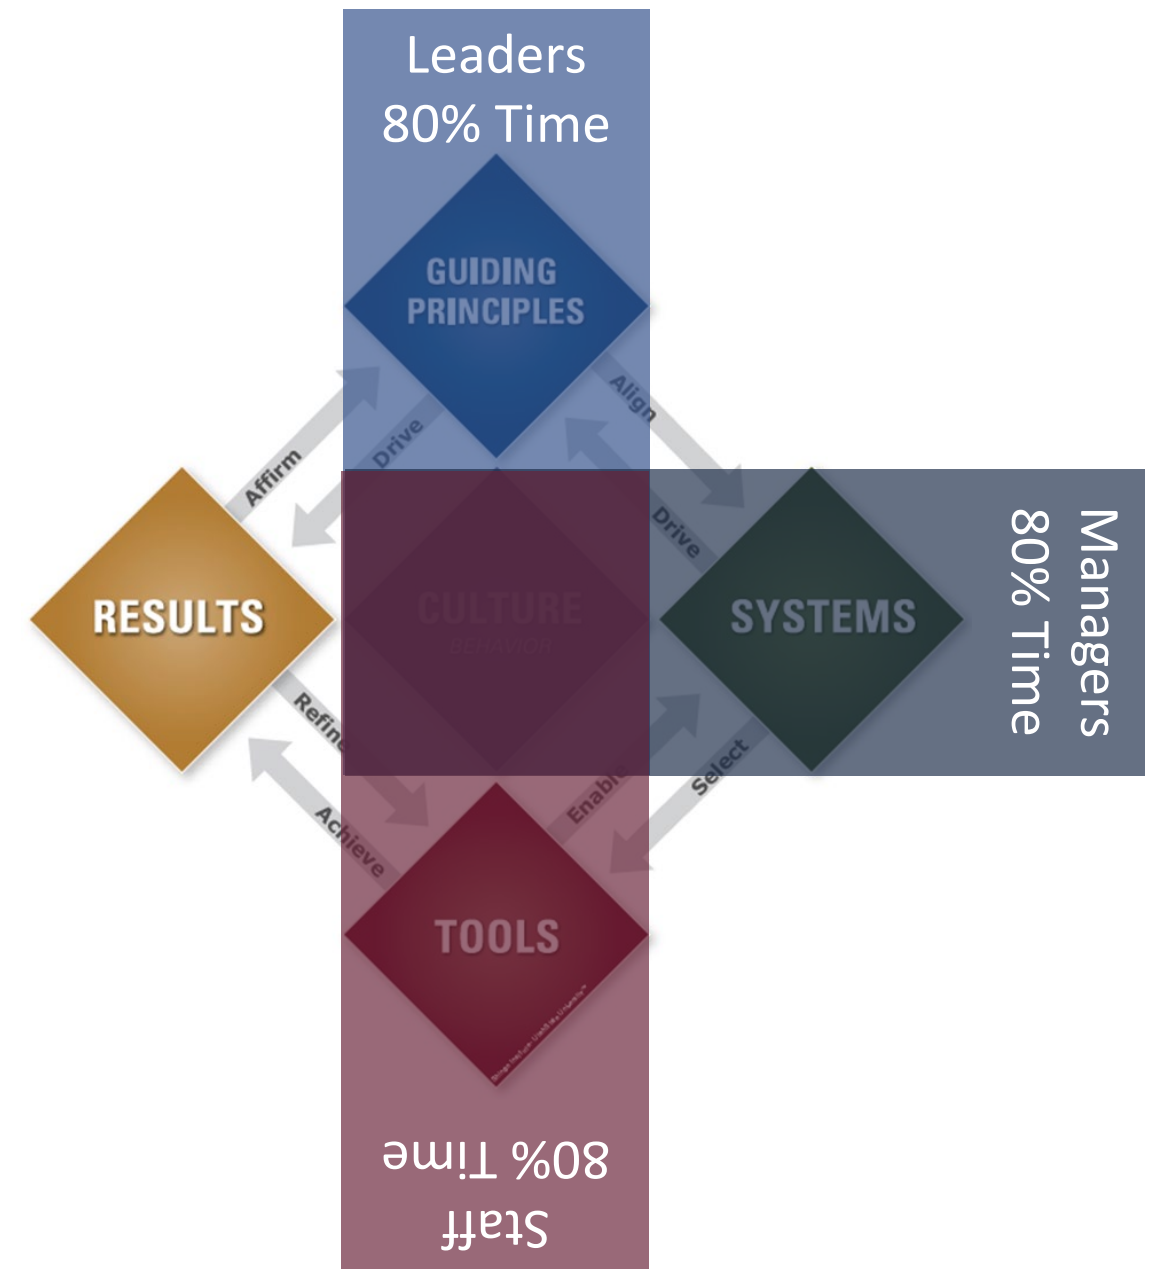 Leaders
80% Time
GUIDING
PRINCIPLES
Align
Affirm
Drive
Drive
RESULTS
CULTURE
BEHAVIOR
SYSTEMS
Managers
80% Time
Refine
Achieve
Enable
Select
TOOLS
Staff
80% Time